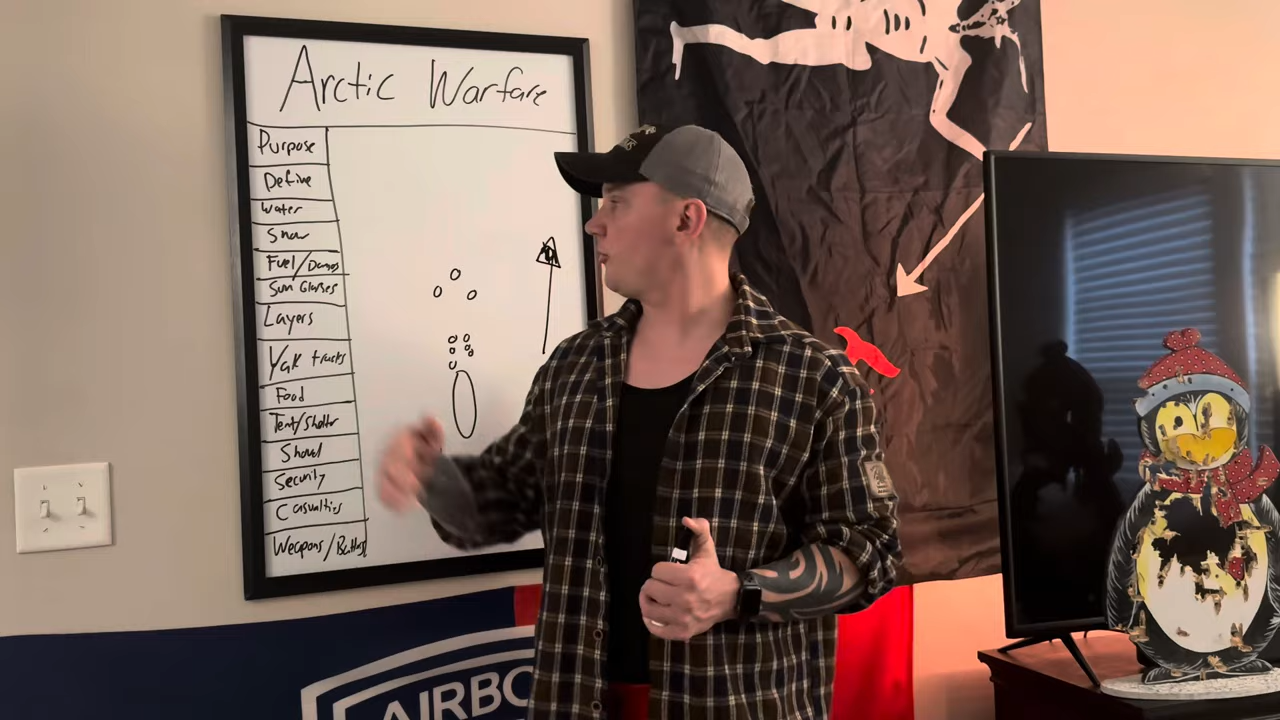 Arctic Warfare
Purpose
Define
Water
Snow
Fuel/Demos
Sun Glasses
Layers
Yak tracks
Food
Tent/Shelter
Shovel
Security
Casualties
Weapons/
AIRBO